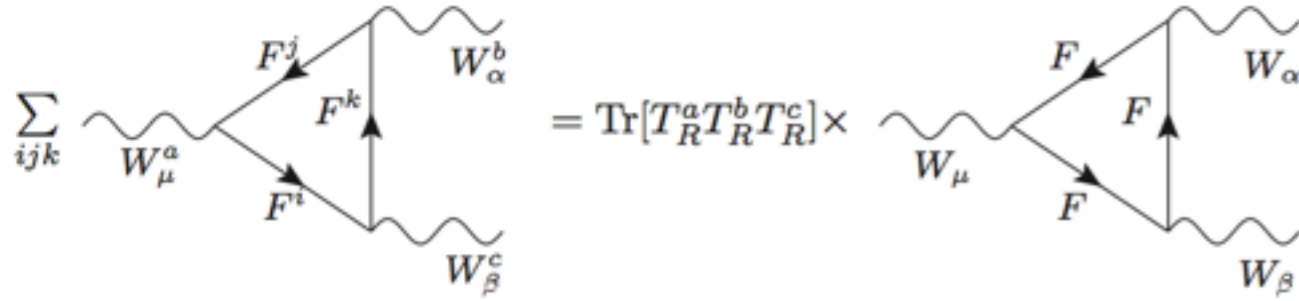 F^j W^b_α F F W_α
∑_{ijk} W^a_μ F^k = Tr[T^a_R T^b_R T^c_R]× W_μ F
F^i W^c_β F W_β